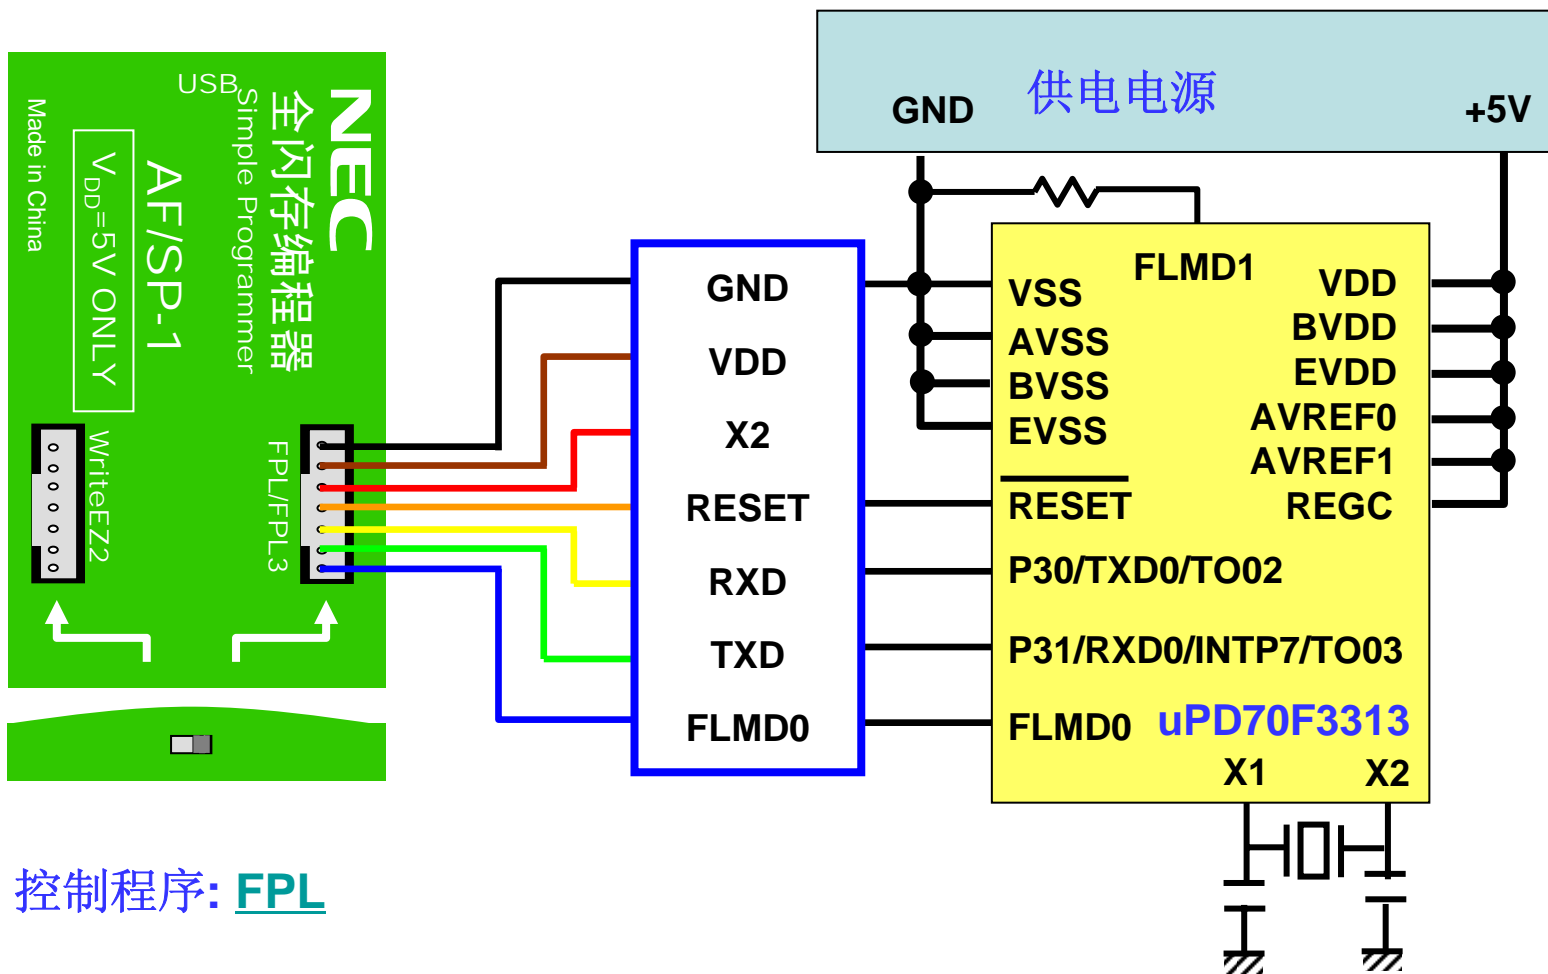 USB
NEC
全闪存编程器
Simple Programmer
AF/SP-1
VDD=5V ONLY
Made in China
WriteEZ2
FPL/FPL3
GND
VDD
X2
RESET
RXD
TXD
FLMD0
供电电源
GND
+5V
FLMD1
VSS
AVSS
BVSS
EVSS
RESET
P30/TXD0/TO02
P31/RXD0/INTP7/TO03
FLMD0
uPD70F3313
VDD
BVDD
EVDD
AVREF0
AVREF1
REGC
X1
X2
控制程序: FPL